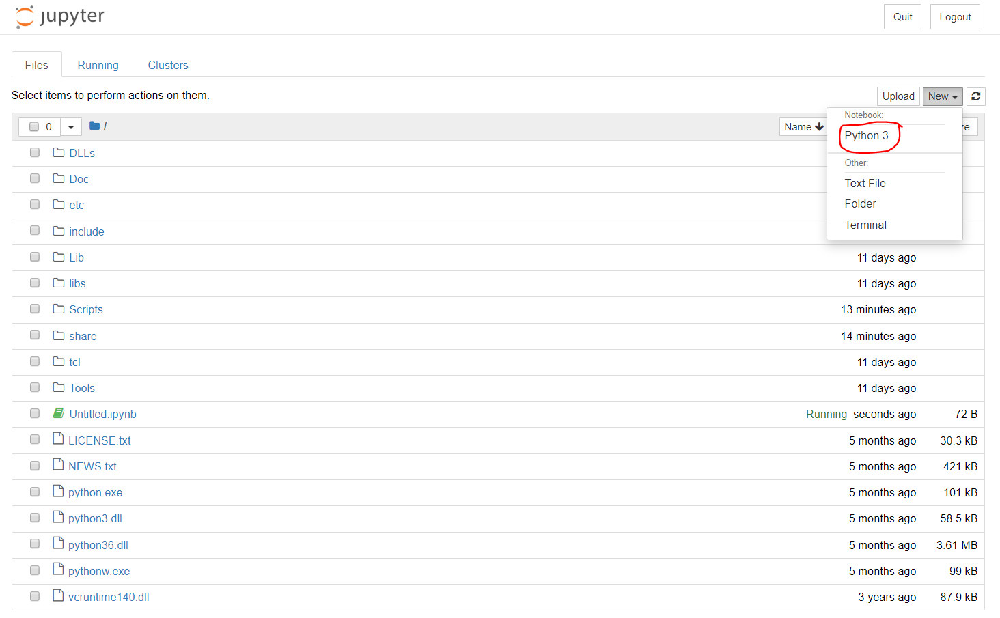 jupyter
Quit Logout
Files Running Clusters
Select items to perform actions on them.
Upload New
0 / Name ze
Notebook:
Python 3
Other:
Text File
Folder
Terminal
DLLs
Doc
etc
include
Lib 11 days ago
libs 11 days ago
Scripts 13 minutes ago
share 14 minutes ago
tcl 11 days ago
Tools 11 days ago
Untitled.ipynb Running seconds ago 72 B
LICENSE.txt 5 months ago 30.3 kB
NEWS.txt 5 months ago 421 kB
python.exe 5 months ago 101 kB
python3.dll 5 months ago 58.5 kB
python36.dll 5 months ago 3.61 MB
pythonw.exe 5 months ago 99 kB
vcruntime140.dll 3 years ago 87.9 kB